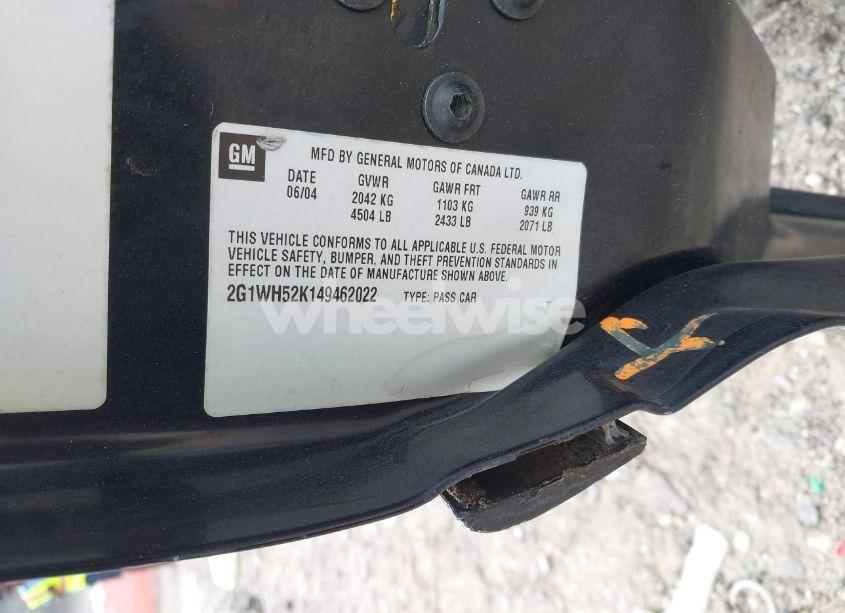 GM
MFD BY GENERAL MOTORS OF CANADA LTD.
DATE GVWR GAWR FRT GAWR RR
06/04 2042 KG 1103 KG 939 KG
4504 LB 2433 LB 2071 LB
THIS VEHICLE CONFORMS TO ALL APPLICABLE U.S. FEDERAL MOTOR
VEHICLE SAFETY, BUMPER, AND THEFT PREVENTION STANDARDS IN
EFFECT ON THE DATE OF MANUFACTURE SHOWN ABOVE.
2G1WH52K149462022 TYPE: PASS CAR
wheelwise